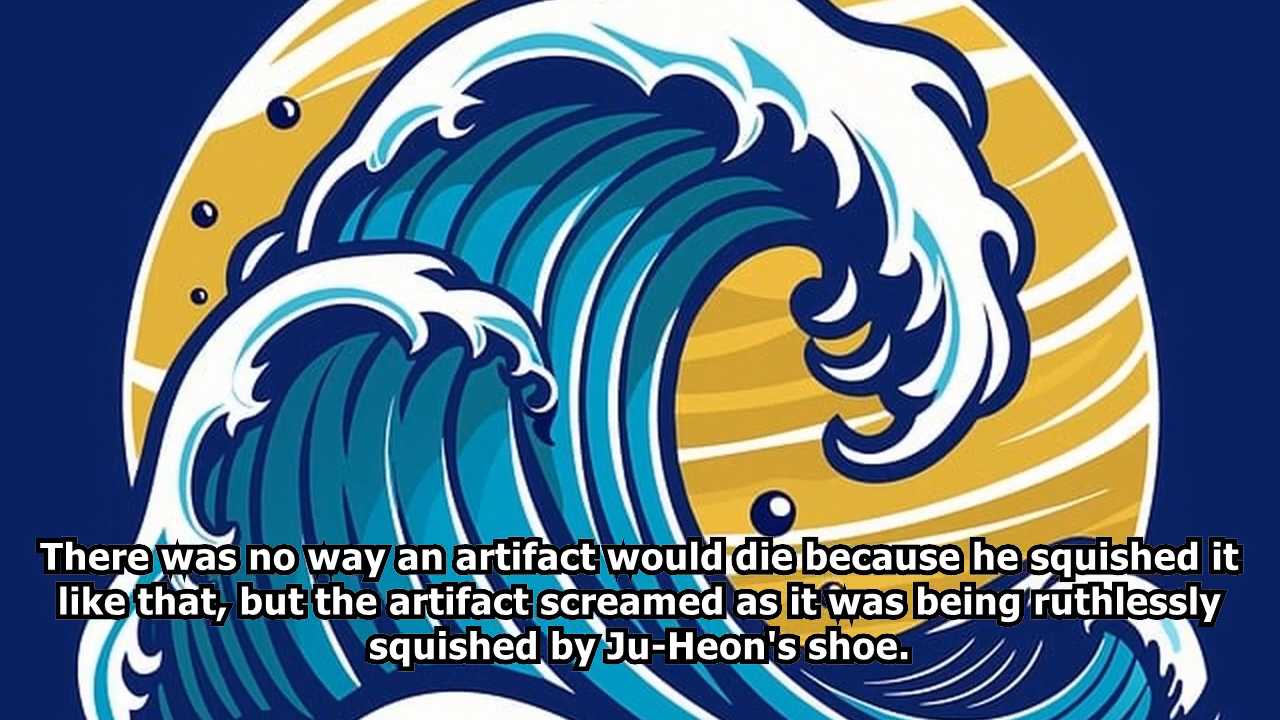 There was no way an artifact would die because he squished it
like that, but the artifact screamed as it was being ruthlessly
squished by Ju-Heon's shoe.